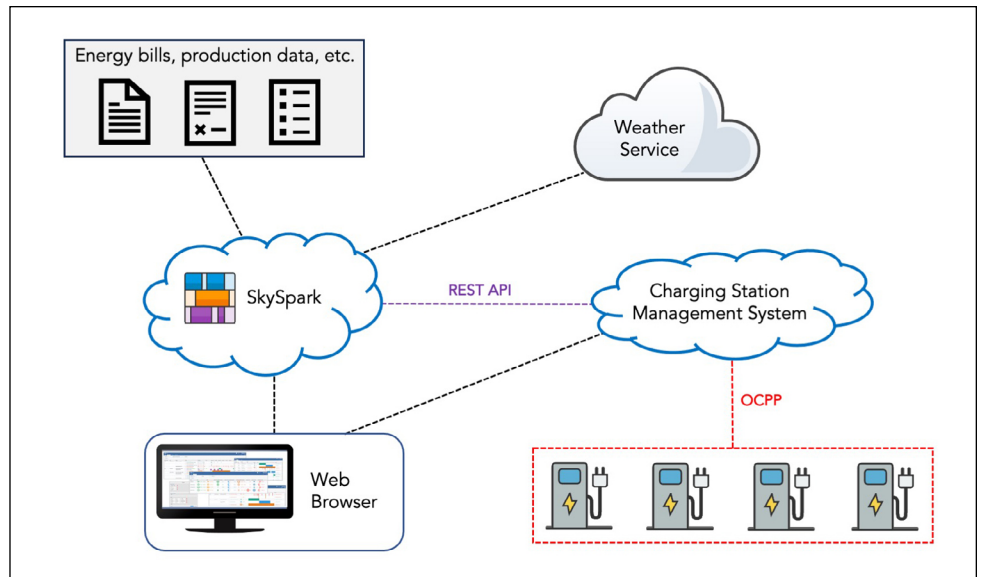 Energy bills, production data, etc.
Weather
Service
SkySpark
REST API
Charging Station
Management System
OCPP
Web
Browser